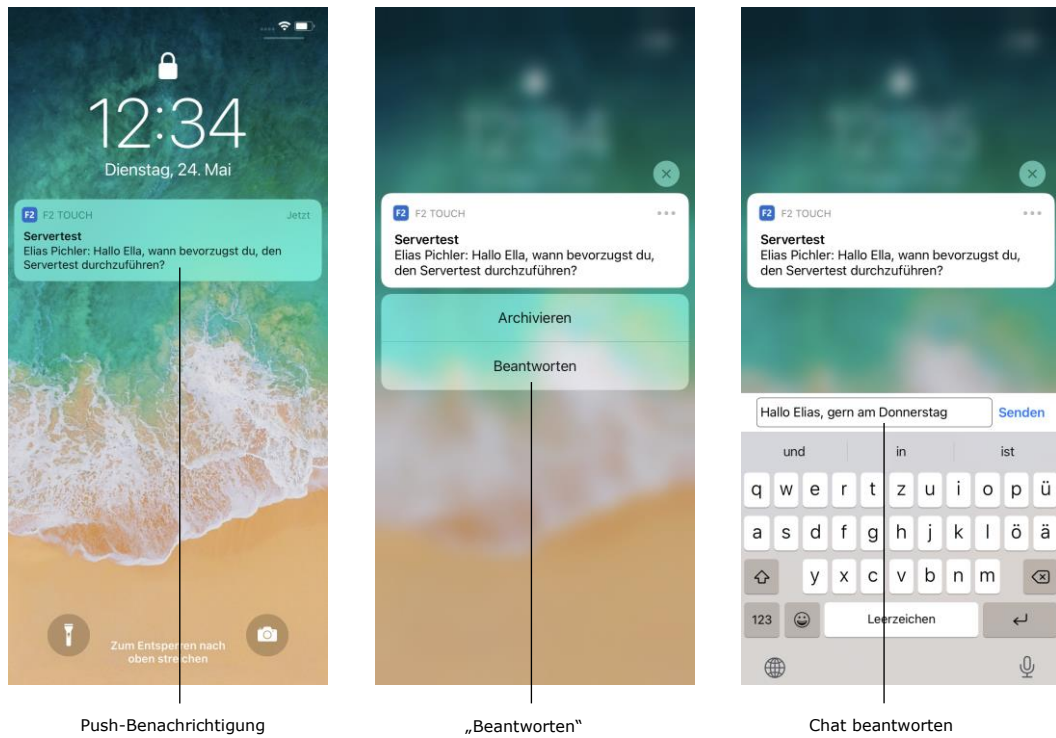 12:34
Dienstag, 24. Mai
F2 F2 TOUCH Jetzt
Servertest
Elias Pichler: Hallo Ella, wann bevorzugst du, den
Servertest durchzuführen?
Zum Entsperren nach
oben streichen
Push-Benachrichtigung
F2 F2 TOUCH
Servertest
Elias Pichler: Hallo Ella, wann bevorzugst du,
den Servertest durchzuführen?
Archivieren
Beantworten
„Beantworten“
F2 F2 TOUCH
Servertest
Elias Pichler: Hallo Ella, wann bevorzugst du,
den Servertest durchzuführen?
Hallo Elias, gern am Donnerstag Senden
und in ist
q w e r t z u i o p ü
a s d f g h j k l ö ä
y x c v b n m
123 Leerzeichen
Chat beantworten